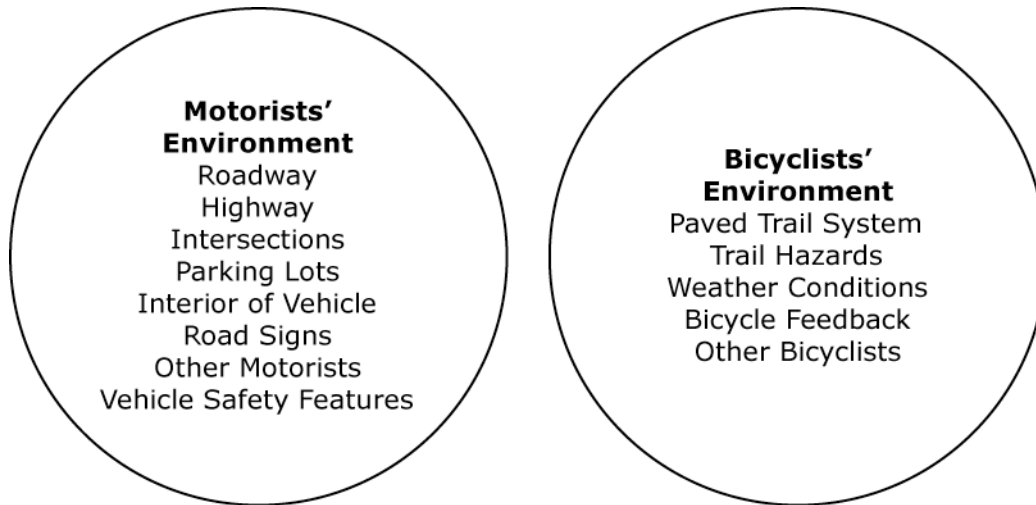 Motorists’
Environment
Roadway
Highway
Intersections
Parking Lots
Interior of Vehicle
Road Signs
Other Motorists
Vehicle Safety Features
Bicyclists’
Environment
Paved Trail System
Trail Hazards
Weather Conditions
Bicycle Feedback
Other Bicyclists